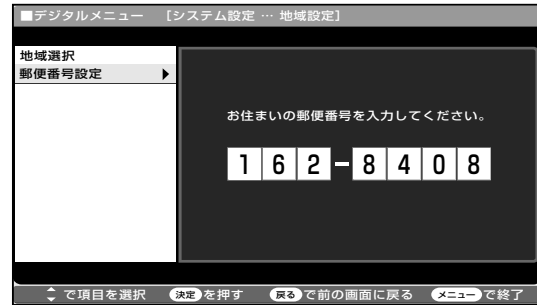 ■デジタルメニュー [システム設定 … 地域設定]
地域選択
郵便番号設定 ▶
お住まいの郵便番号を入力してください。
162-8408
で項目を選択 決定を押す 戻るで前の画面に戻る メニューで終了